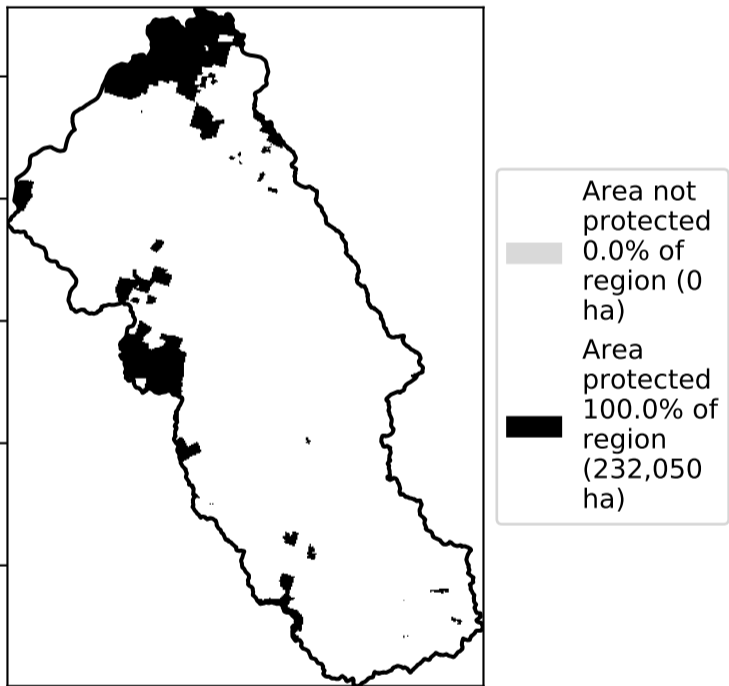 Area not
protected
0.0% of
region (0
ha)
Area
protected
100.0% of
region
(232,050
ha)